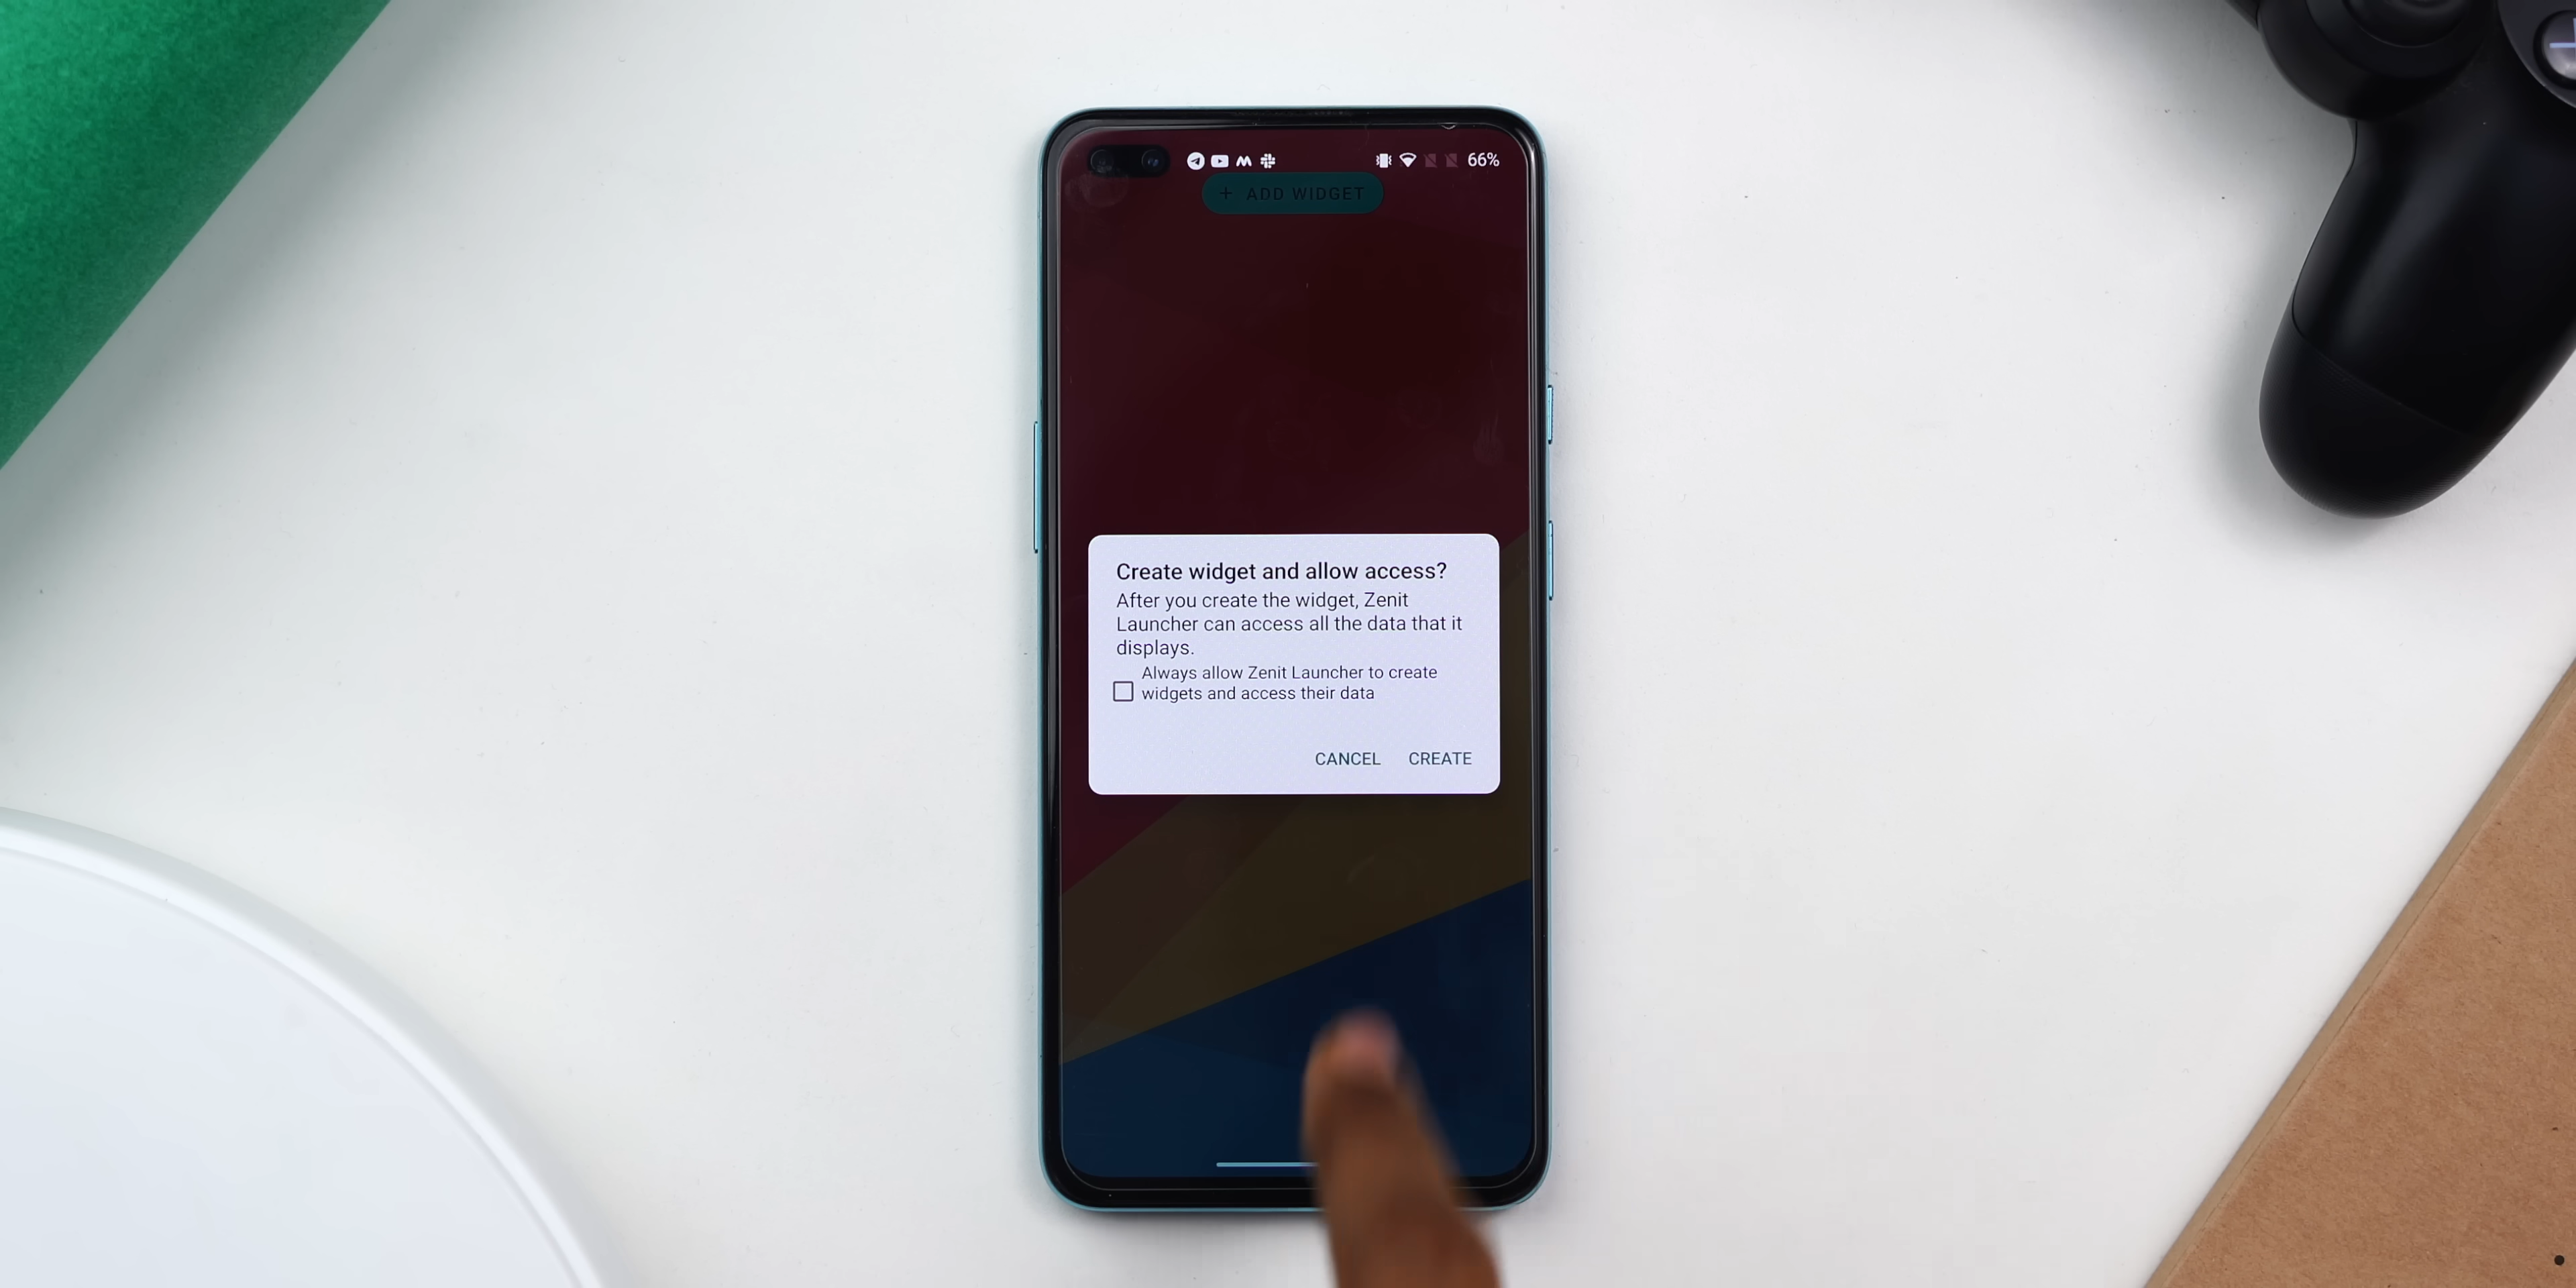 66%
+ ADD WIDGET
Create widget and allow access?
After you create the widget, Zenit
Launcher can access all the data that it
displays.
Always allow Zenit Launcher to create
widgets and access their data
CANCEL CREATE